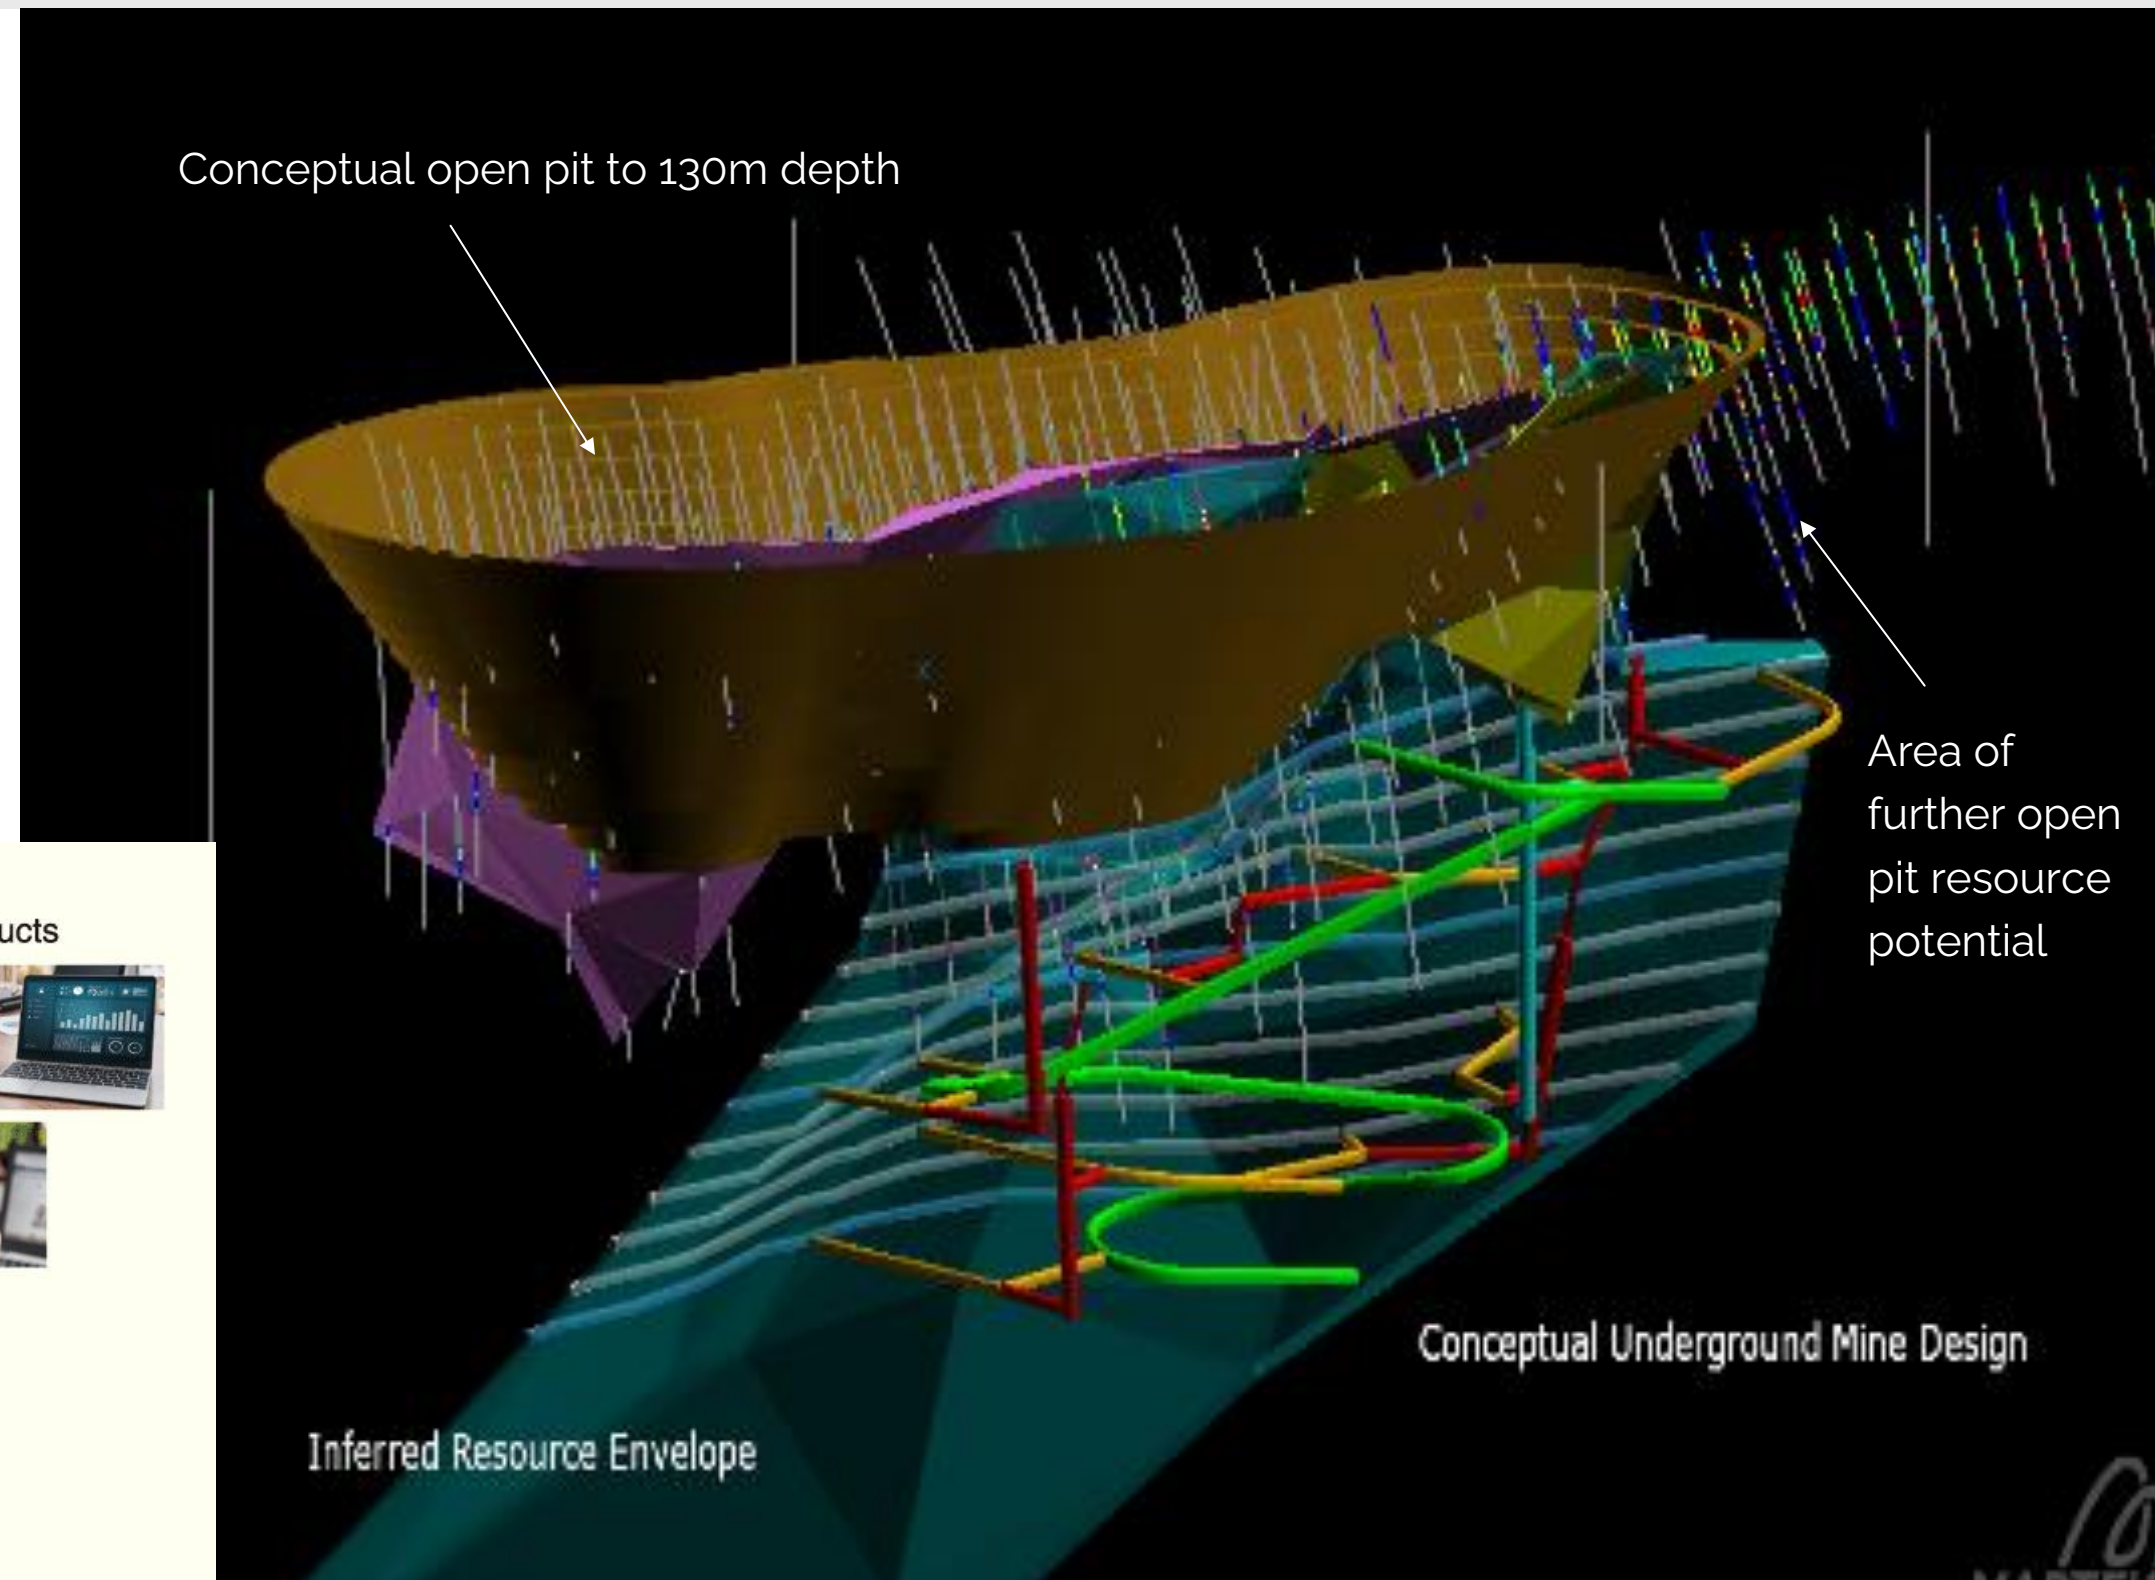 Conceptual open pit to 130m depth
Area of
further open
pit resource
potential
ucts
Conceptual Underground Mine Design
Inferred Resource Envelope